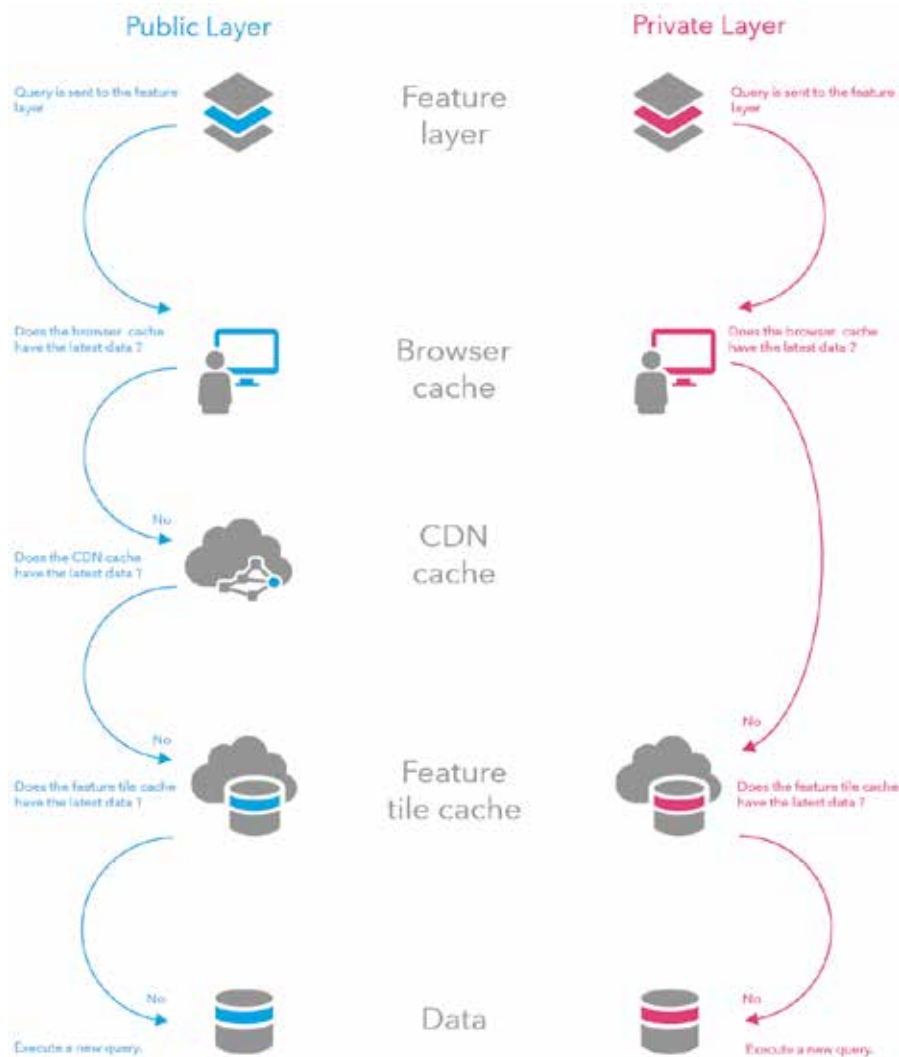 Public Layer
Private Layer
Query is sent to the feature
layer
Feature
layer
Query is sent to the feature
layer
Does the browser cache
have the latest data ?
Browser
cache
Does the browser cache
have the latest data ?
No
Does the CDN cache
have the latest data ?
CDN
cache
No
Does the feature tile cache
have the latest data ?
Feature
tile cache
No
Does the feature tile cache
have the latest data ?
No
Execute a new query.
Data
No
Execute a new query.